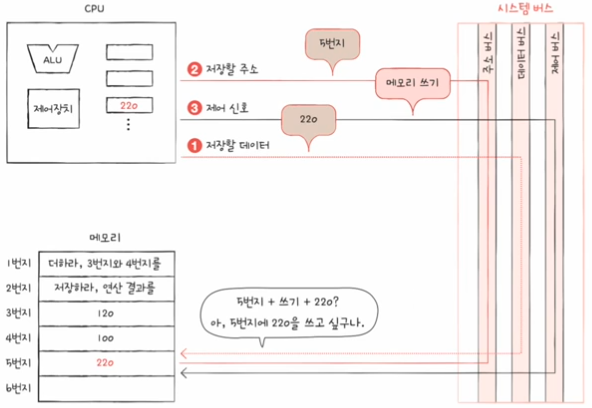 CPU
ALU
제어장치
220
⋮
시스템 버스
주소 버스
데이터 버스
제어 버스
5번지
2 저장할 주소
메모리 쓰기
3 제어 신호
220
1 저장할 데이터
메모리
1번지 더하라, 3번지와 4번지를
2번지 저장하라, 연산 결과를
3번지 120
4번지 100
5번지 220
6번지
5번지 + 쓰기 + 220?
아, 5번지에 220을 쓰고 싶구나.